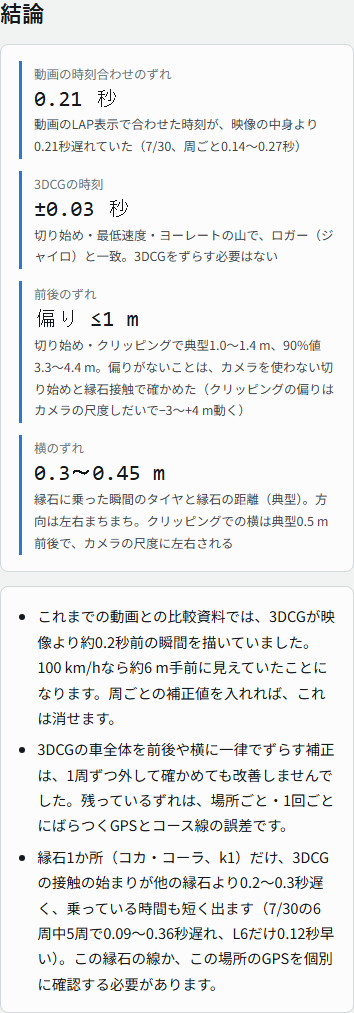 結論
動画の時刻合わせのずれ
0.21 秒
動画のLAP表示で合わせた時刻が、映像の中身より
0.21秒遅れていた（7/30、周ごと0.14〜0.27秒）
3DCGの時刻
±0.03 秒
切り始め・最低速度・ヨーレートの山で、ロガー（ジ
ャイロ）と一致。3DCGをずらす必要はない
前後のずれ
偏り ≤1 m
切り始め・クリッピングで典型1.0〜1.4 m、90%値
3.3〜4.4 m。偏りがないことは、カメラを使わない切
り始めと縁石接触で確かめた（クリッピングの偏りは
カメラの尺度しだいで−3〜+4 m動く）
横のずれ
0.3〜0.45 m
縁石に乗った瞬間のタイヤと縁石の距離（典型）。方
向は左右まちまち。クリッピングでの横は典型0.5 m
前後で、カメラの尺度に左右される
• これまでの動画との比較資料では、3DCGが映
像より約0.2秒前の瞬間を描いていました。
100 km/hなら約6 m手前に見えていたことに
なります。周ごとの補正値を入れれば、これ
は消せます。
• 3DCGの車全体を前後や横に一律でずらす補正
は、1周ずつ外して確かめても改善しませんで
した。残っているずれは、場所ごと・1回ごと
にばらつくGPSとコース線の誤差です。
• 縁石1か所（コカ・コーラ、k1）だけ、3DCG
の接触の始まりが他の縁石より0.2〜0.3秒遅
く、乗っている時間も短く出ます（7/30の6
周中5周で0.09〜0.36秒遅れ、L6だけ0.12秒早
い）。この縁石の線か、この場所のGPSを個別
に確認する必要があります。